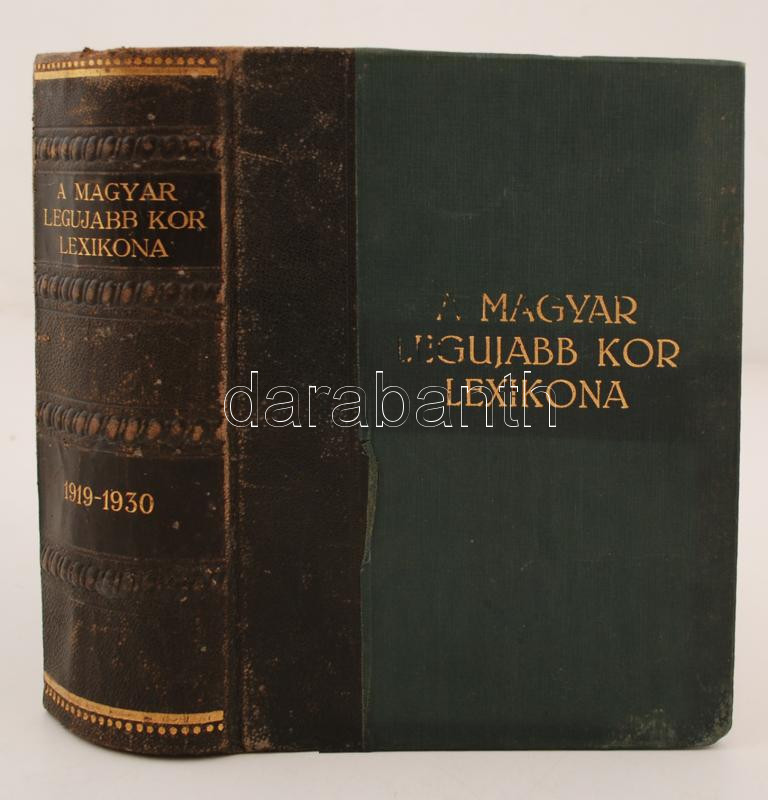 A MAGYAR
LEGUJABB KOR
LEXIKONA
1919-1930
A MAGYAR
LEGUJABB KOR
LEXIKONA
darabanth